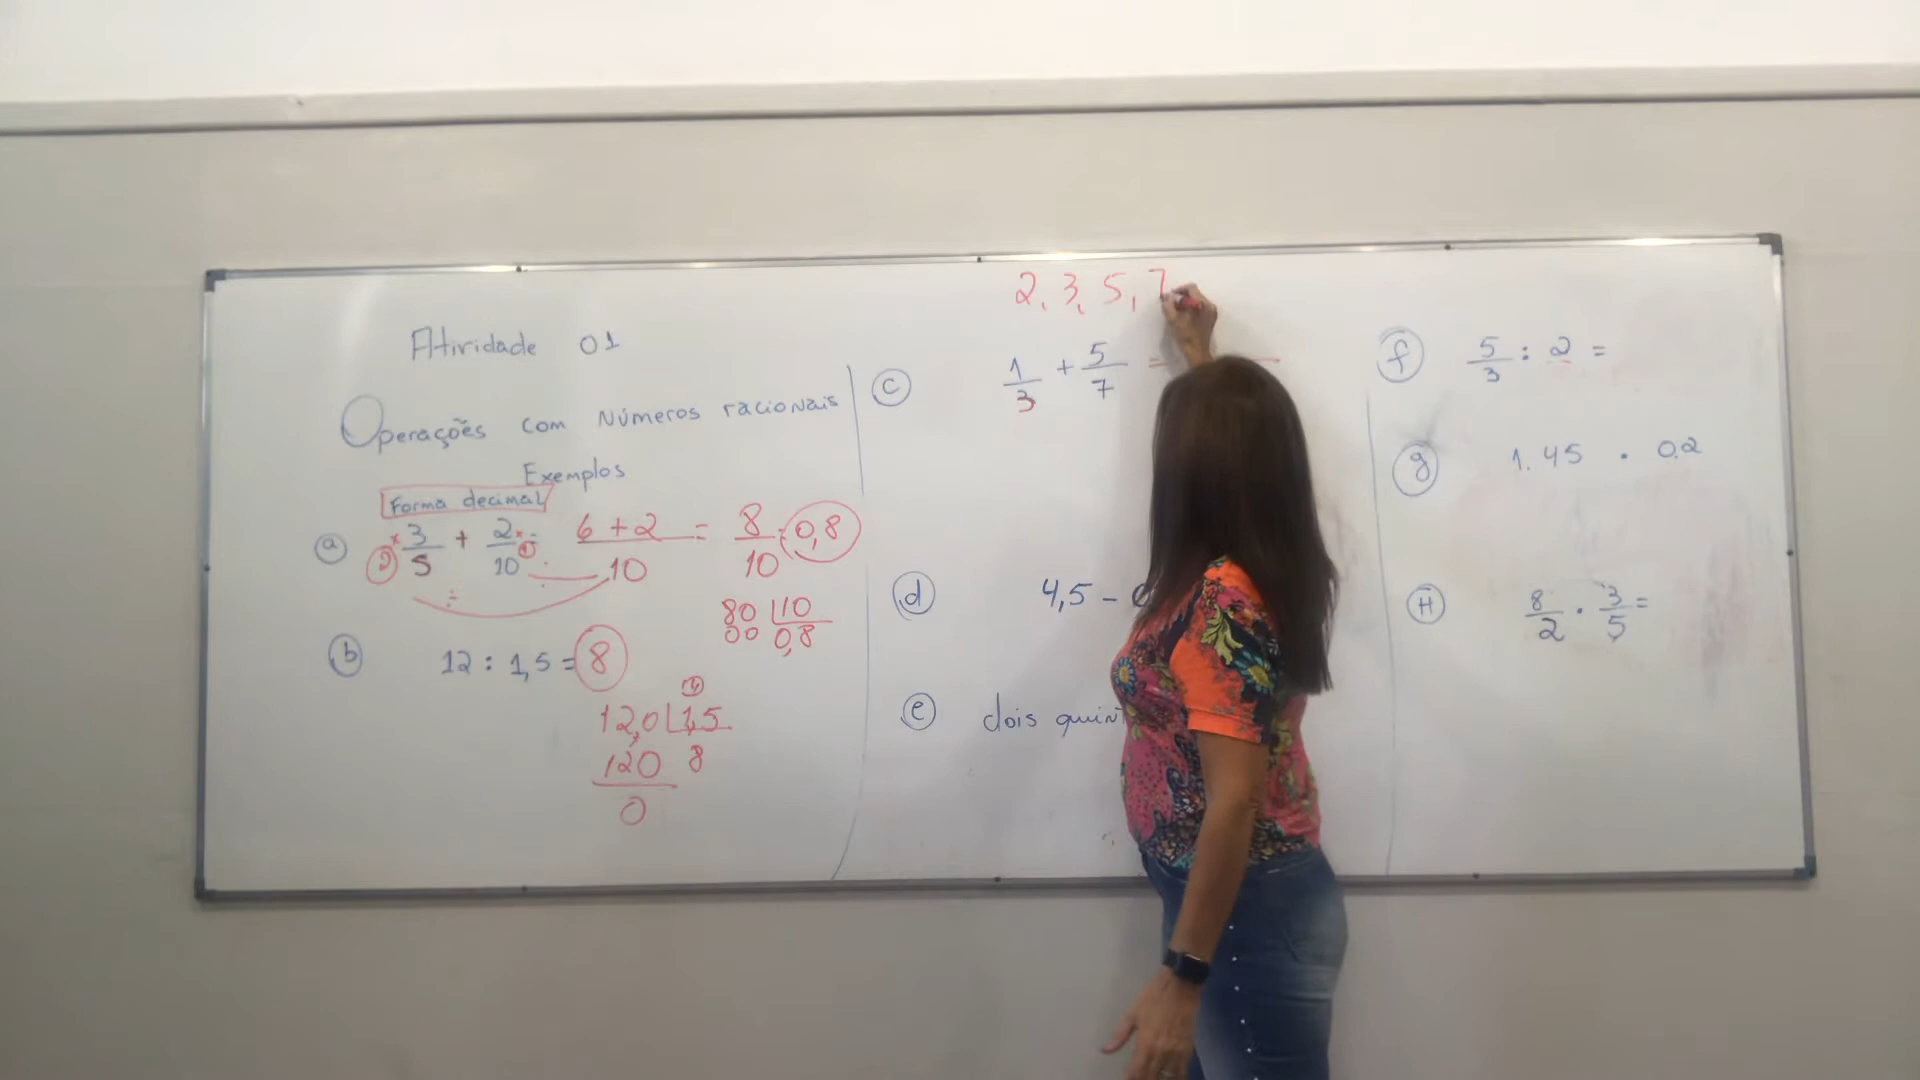 Atividade 01
Operações com Números racionais
Exemplos
Forma decimal
a 3/5 + 2/10 = 6+2/10 = 8/10 = 0,8
80 |10
00 0,8
b 12 : 1,5 = 8
12,0 |1,5
120 8
0
2, 3, 5, 7
c 1/3 + 5/7 =
d 4,5 -
e dois
f 5/3 : 2 =
g 1.45 . 0.2
H 8/2 . 3/5 =